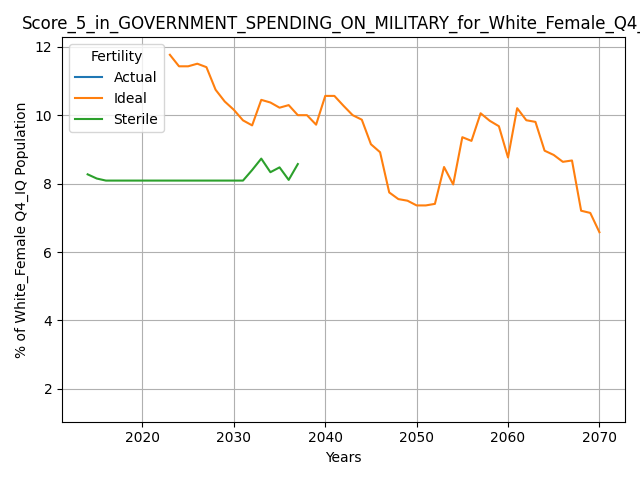 Score_5_in_GOVERNMENT_SPENDING_ON_MILITARY_for_White_Female_Q4_
Fertility
Actual
Ideal
Sterile
% of White_Female Q4_IQ Population
12
10
8
6
4
2
2020 2030 2040 2050 2060 2070
Years